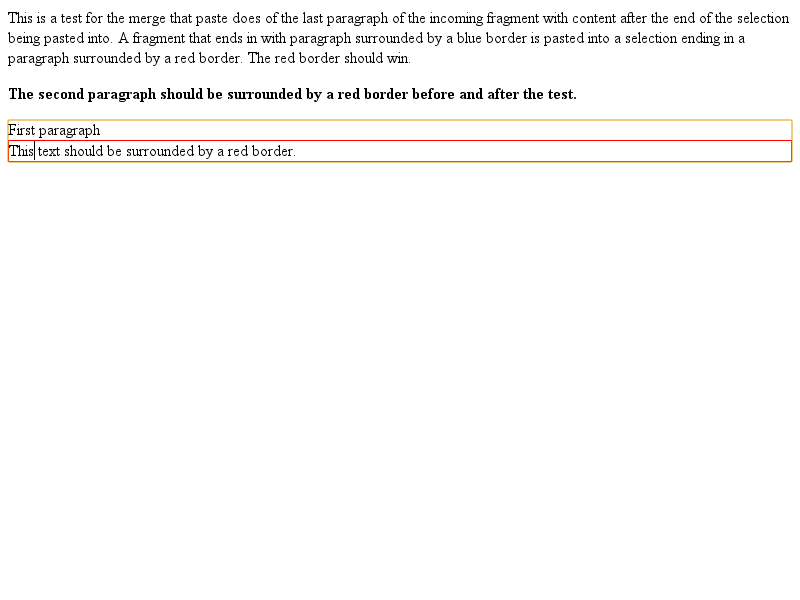 This is a test for the merge that paste does of the last paragraph of the incoming fragment with content after the end of the selection
being pasted into. A fragment that ends in with paragraph surrounded by a blue border is pasted into a selection ending in a
paragraph surrounded by a red border. The red border should win.
The second paragraph should be surrounded by a red border before and after the test.
First paragraph
This text should be surrounded by a red border.